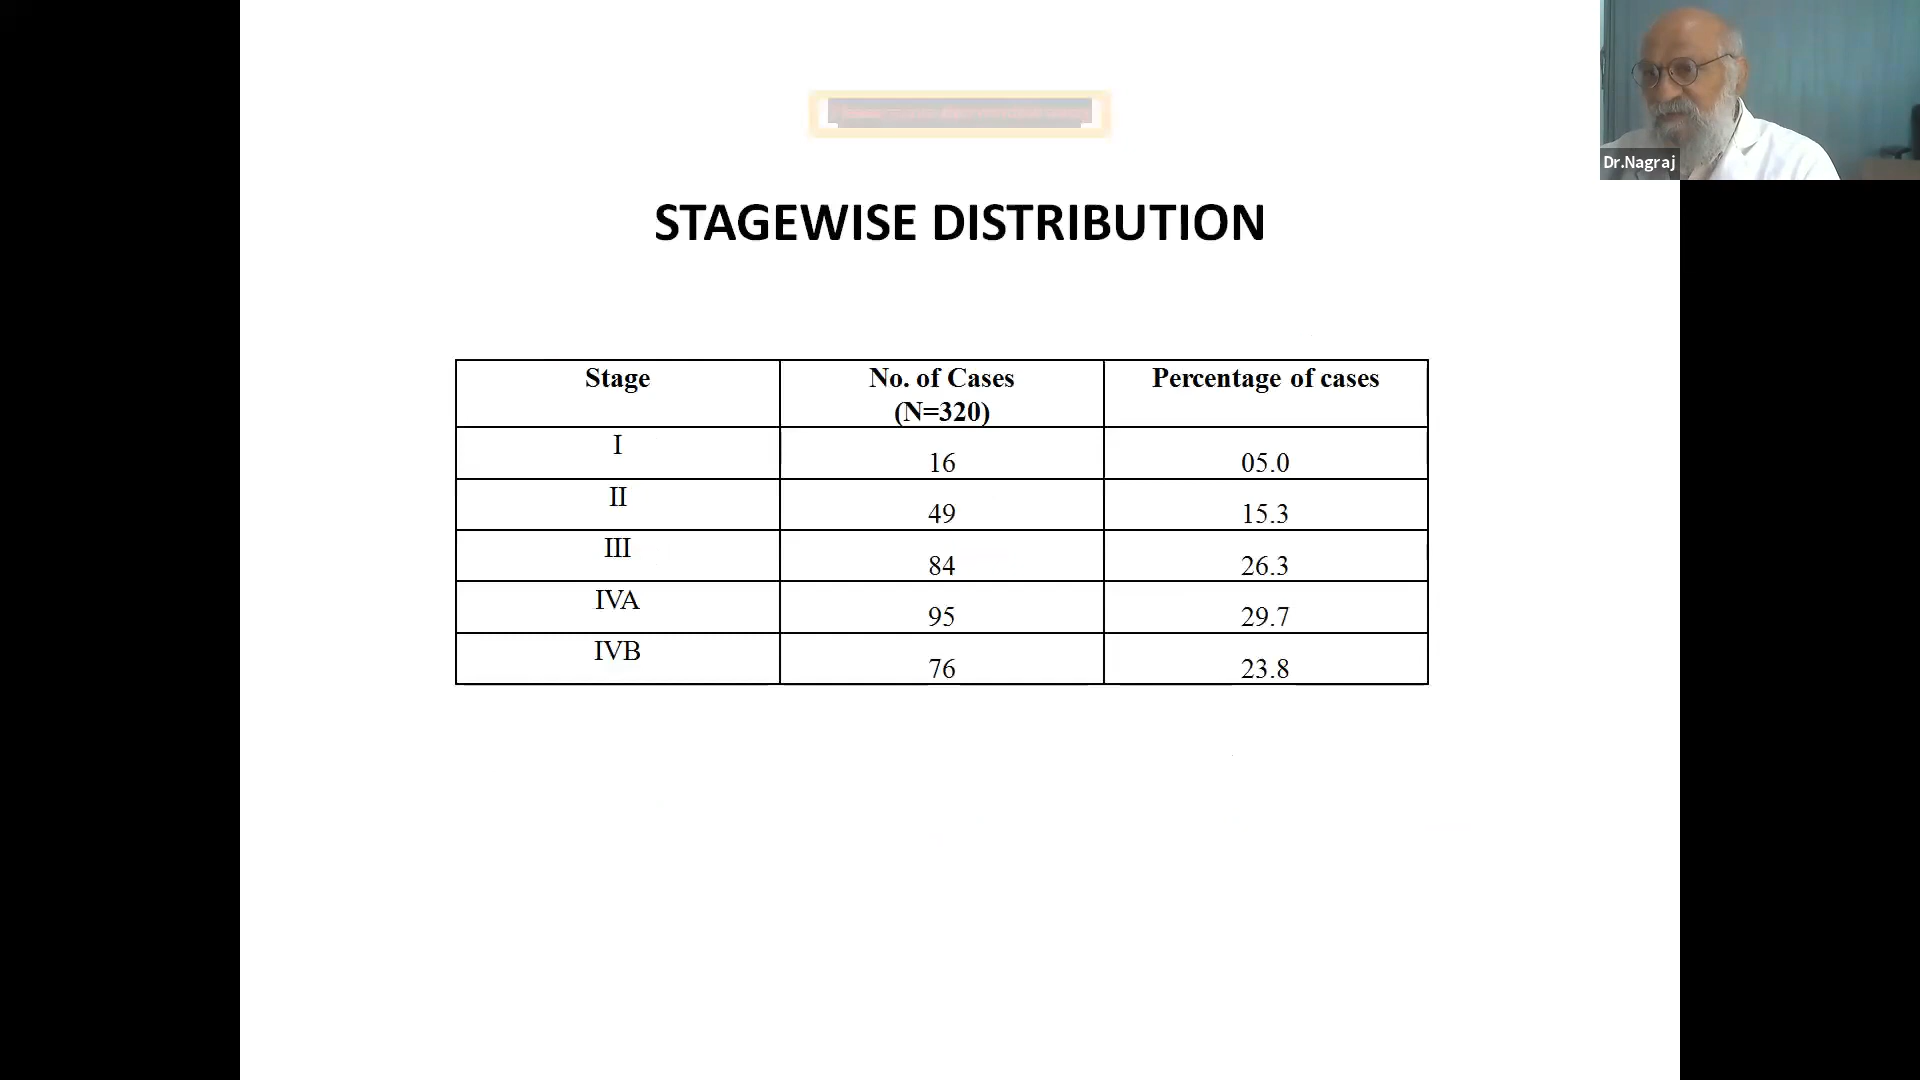 Dr.Nagraj
STAGEWISE DISTRIBUTION
Stage No. of Cases Percentage of cases
(N=320)
I 16 05.0
II 49 15.3
III 84 26.3
IVA 95 29.7
IVB 76 23.8